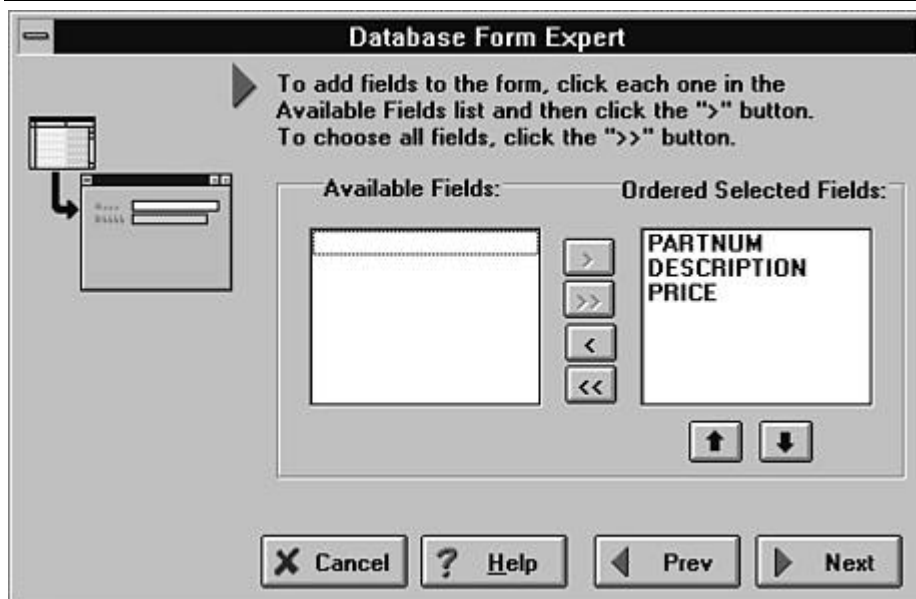 Database Form Expert
To add fields to the form, click each one in the
Available Fields list and then click the ">" button.
To choose all fields, click the ">>" button.
Available Fields:
Ordered Selected Fields:
PARTNUM
DESCRIPTION
PRICE
>
>>
<
<<
Cancel
? Help
Prev
Next